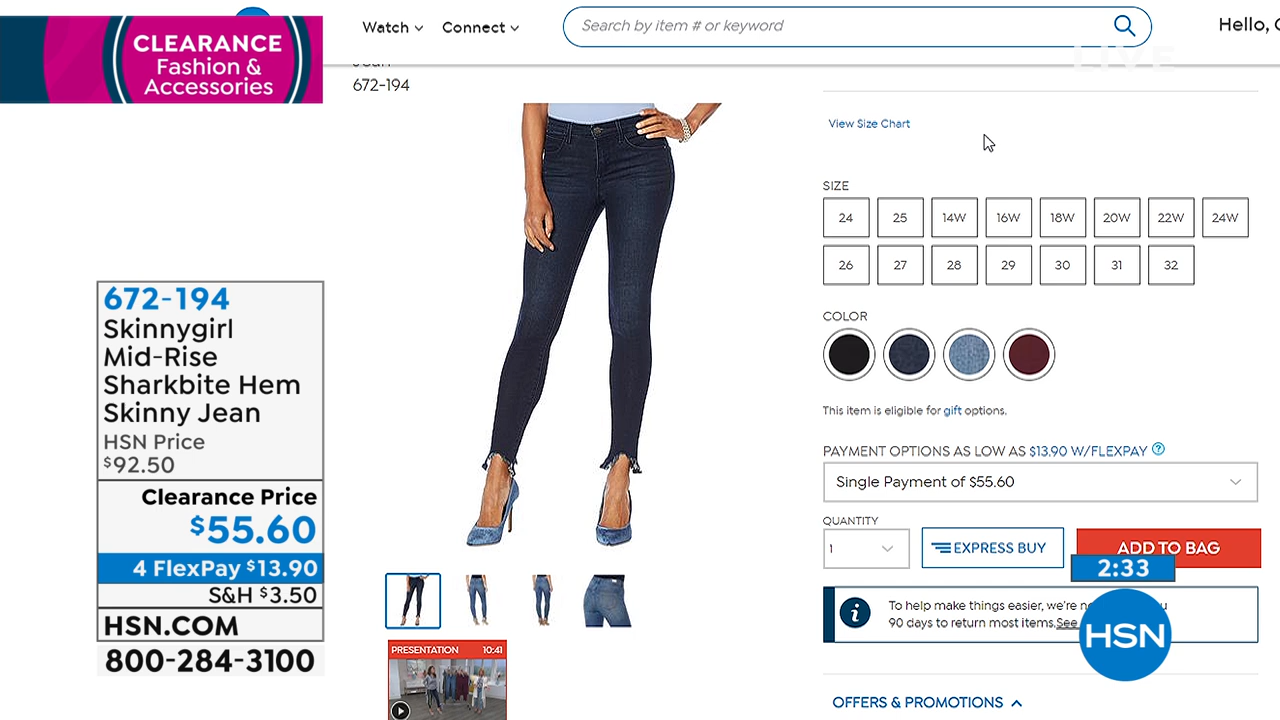 CLEARANCE
Fashion &
Accessories
Watch
Connect
Search by item # or keyword
Hello,
LIVE
672-194
View Size Chart
SIZE
24 25 14W 16W 18W 20W 22W 24W
26 27 28 29 30 31 32
COLOR
This item is eligible for gift options.
PAYMENT OPTIONS AS LOW AS $13.90 W/FLEXPAY ?
Single Payment of $55.60
QUANTITY
1
EXPRESS BUY
ADD TO BAG
2:33
To help make things easier, we're
90 days to return most items. See
HSN
OFFERS & PROMOTIONS
672-194
Skinnygirl
Mid-Rise
Sharkbite Hem
Skinny Jean
HSN Price
$92.50
Clearance Price
$55.60
4 FlexPay $13.90
S&H $3.50
HSN.COM
800-284-3100
PRESENTATION 10:41